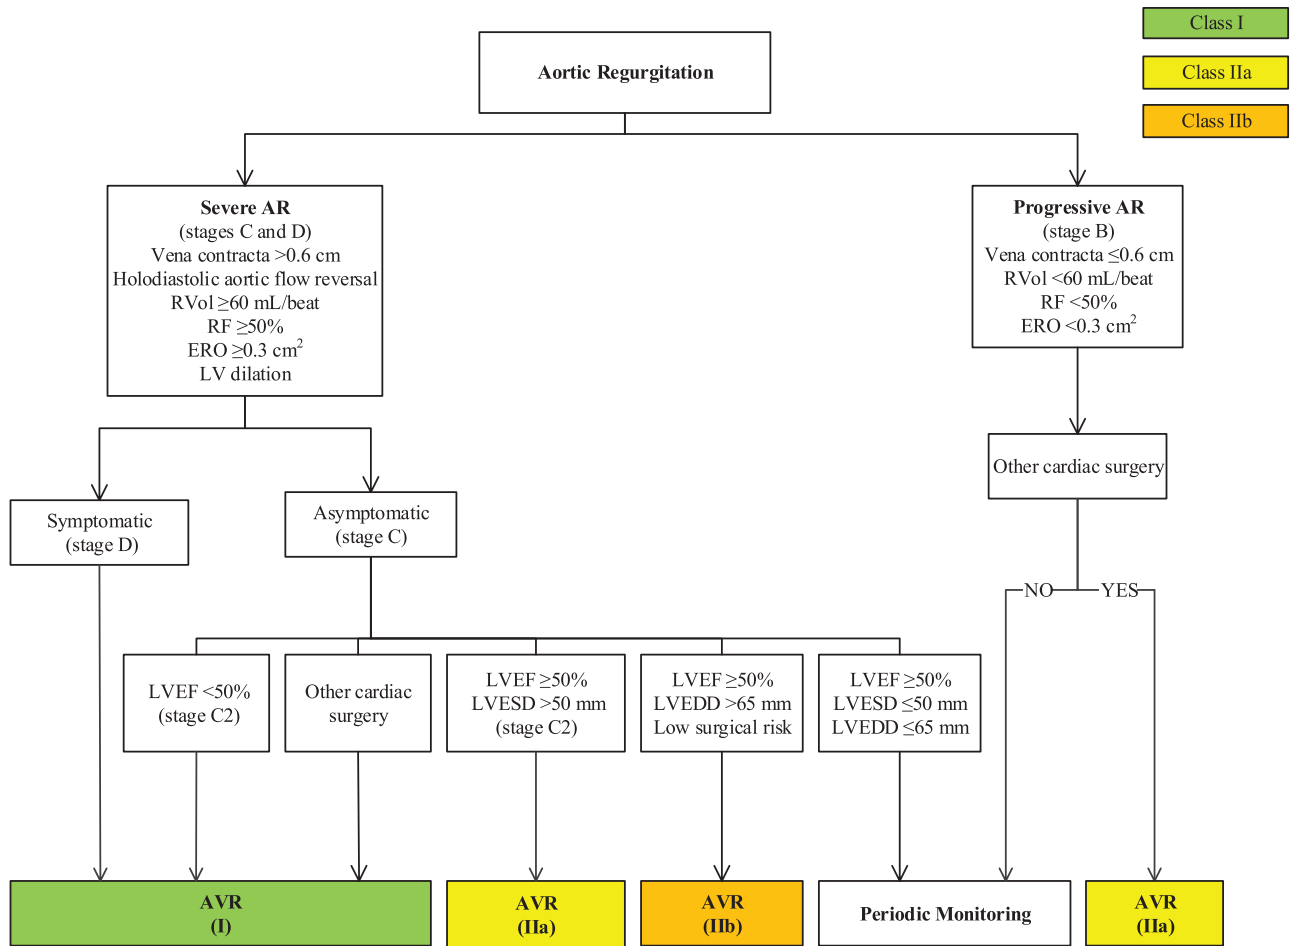 Class I
Class IIa
Class IIb
Aortic Regurgitation
Severe AR
(stages C and D)
Vena contracta >0.6 cm
Holodiastolic aortic flow reversal
RVol ≥60 mL/beat
RF ≥50%
ERO ≥0.3 cm²
LV dilation
Progressive AR
(stage B)
Vena contracta ≤0.6 cm
RVol <60 mL/beat
RF <50%
ERO <0.3 cm²
Other cardiac surgery
Symptomatic
(stage D)
Asymptomatic
(stage C)
NO
YES
LVEF <50%
(stage C2)
Other cardiac
surgery
LVEF ≥50%
LVESD >50 mm
(stage C2)
LVEF ≥50%
LVEDD >65 mm
Low surgical risk
LVEF ≥50%
LVESD ≤50 mm
LVEDD ≤65 mm
AVR
(I)
AVR
(IIa)
AVR
(IIb)
Periodic Monitoring
AVR
(IIa)